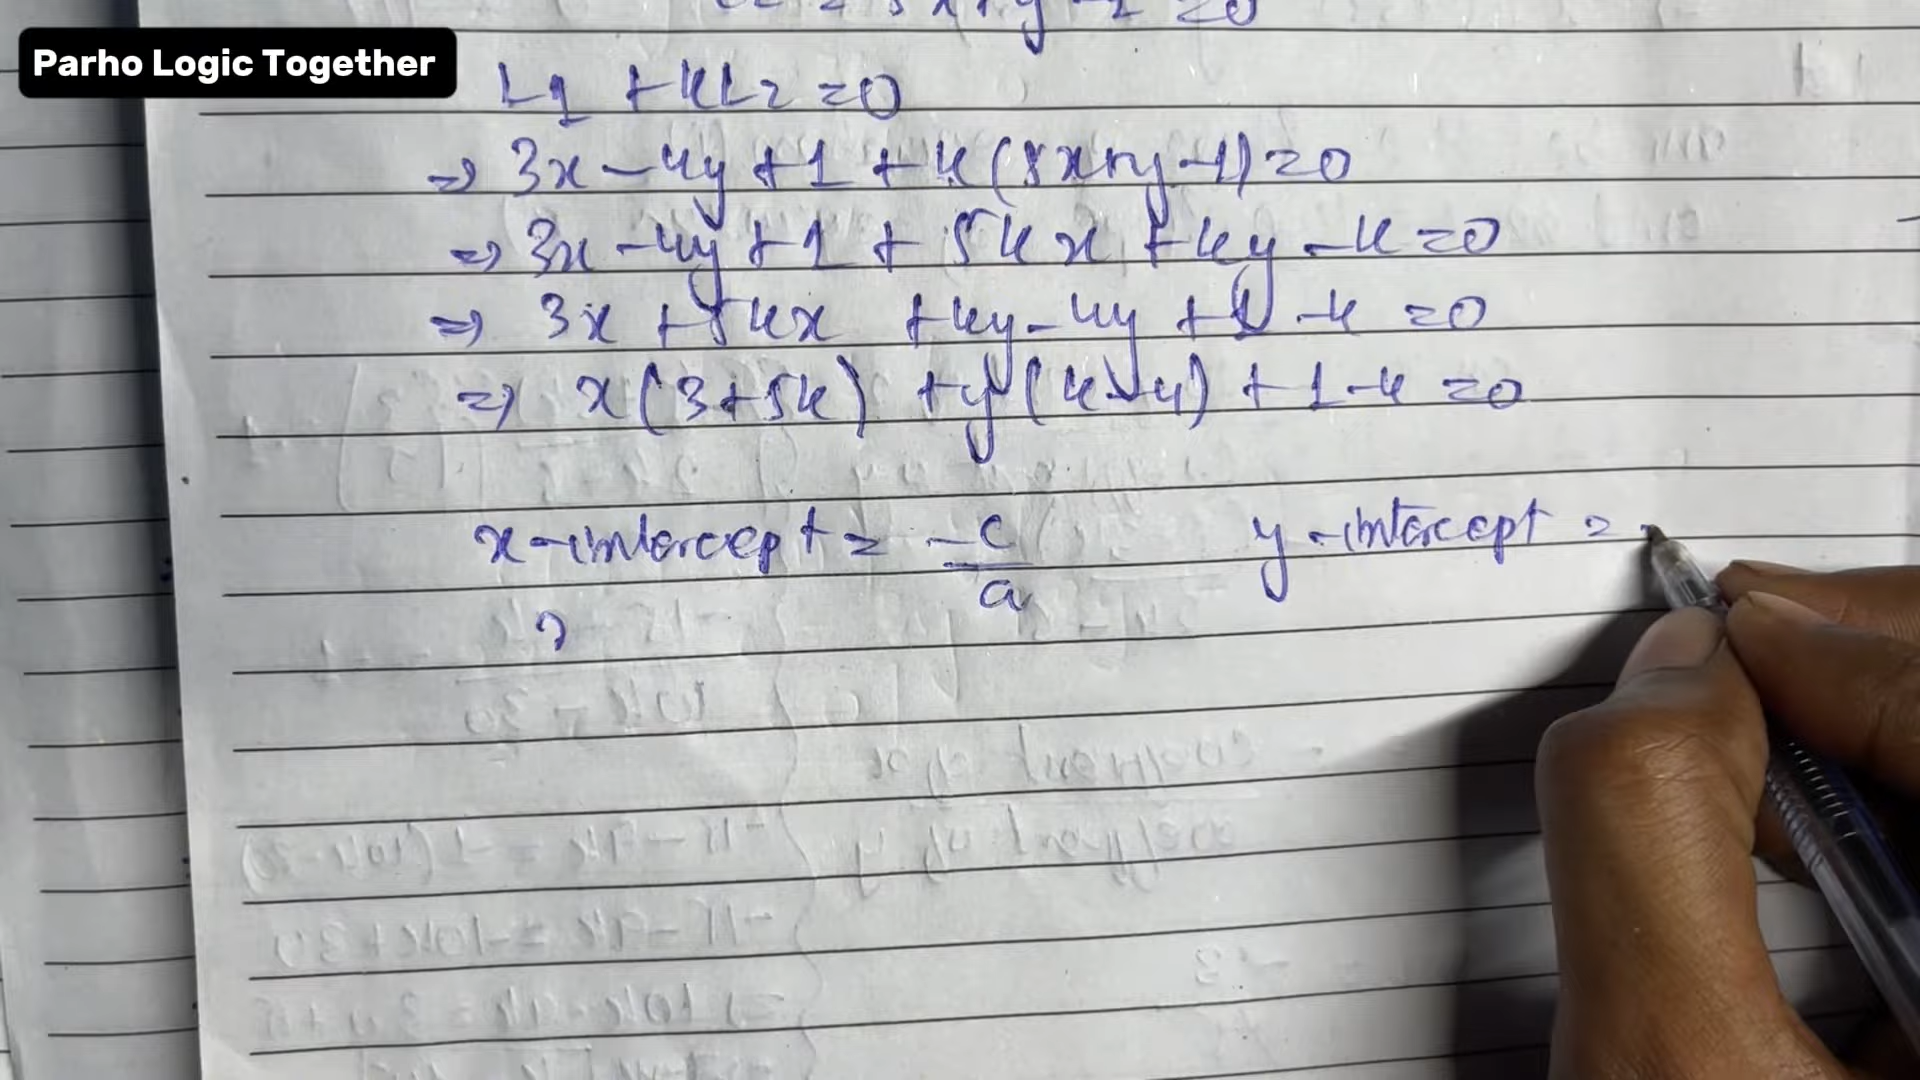 Parho Logic Together
L1 + kL2 = 0
⇒ 3x - 4y + 1 + k(5x + y - 1) = 0
⇒ 3x - 4y + 1 + 5kx + ky - k = 0
⇒ 3x + 5kx + ky - 4y + 1 - k = 0
⇒ x(3 + 5k) + y(k - 4) + 1 - k = 0
x-intercept = -c/a y-intercept =